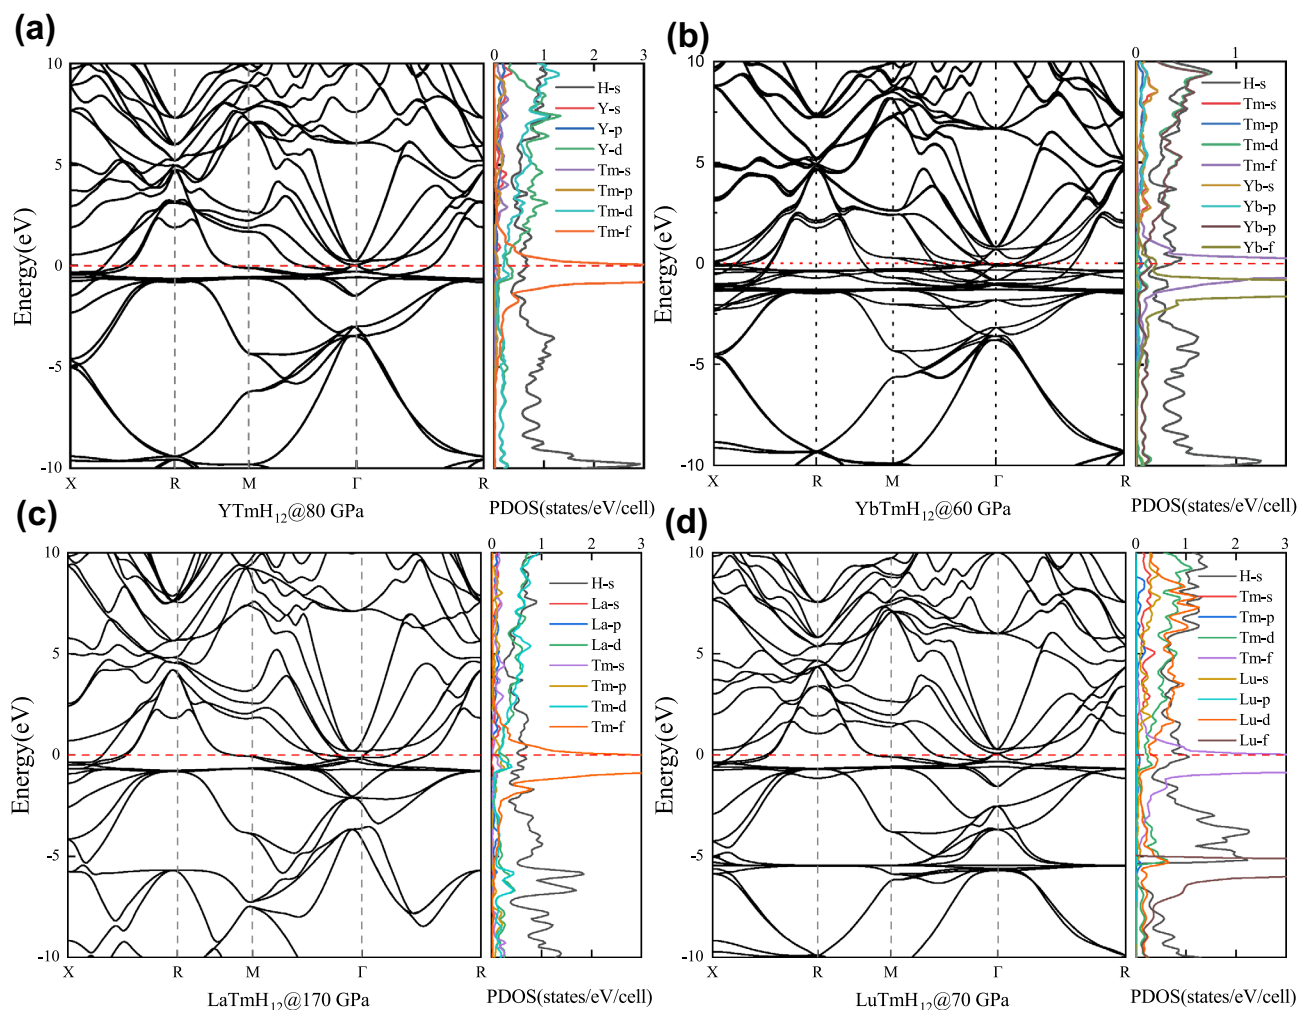 (a)
10
5
0
-5
-10
Energy(eV)
X R M Γ R
YTmH12@80 GPa
0 1 3
H-s
Y-s
Y-p
Y-d
Tm-s
Tm-p
Tm-d
Tm-f
PDOS(states/eV/cell)
(b)
10
5
0
-5
-10
Energy(eV)
X R M Γ R
YbTmH12@60 GPa
0 1
H-s
Tm-s
Tm-p
Tm-d
Tm-f
Yb-s
Yb-p
Yb-p
Yb-f
PDOS(states/eV/cell)
(c)
10
5
0
-5
-10
Energy(eV)
X R M Γ R
LaTmH12@170 GPa
0 1 2 3
H-s
La-s
La-p
La-d
Tm-s
Tm-p
Tm-d
Tm-f
PDOS(states/eV/cell)
(d)
10
5
0
-5
-10
Energy(eV)
X R M Γ R
LuTmH12@70 GPa
0 1 2 3
H-s
Tm-s
Tm-p
Tm-d
Tm-f
Lu-s
Lu-p
Lu-d
Lu-f
PDOS(states/eV/cell)